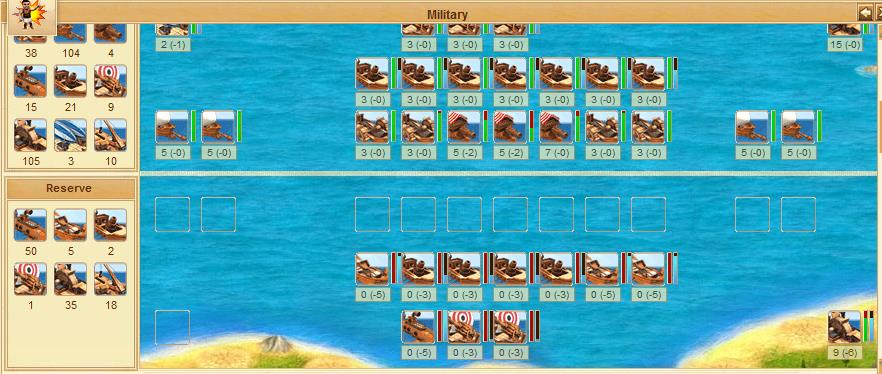 Military
38 104 4
15 21 9
105 3 10
Reserve
50 5 2
1 35 18
2 (-1) 3 (-0) 3 (-0) 3 (-0) 15 (-0)
3 (-0) 3 (-0) 3 (-0) 3 (-0) 3 (-0) 3 (-0) 3 (-0)
5 (-0) 5 (-0) 3 (-0) 3 (-0) 5 (-2) 5 (-2) 7 (-0) 3 (-0) 3 (-0) 5 (-0) 5 (-0)
0 (-5) 0 (-3) 0 (-3) 0 (-3) 0 (-3) 0 (-5) 0 (-5)
0 (-5) 0 (-3) 0 (-3) 9 (-6)